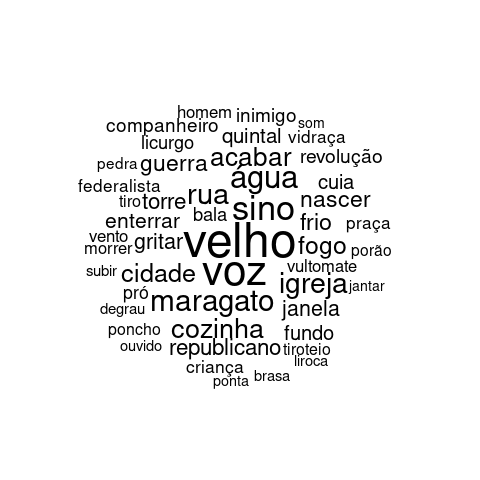 homem
inimigo
companheiro
som
licurgo
quintal
vidraça
pedra
guerra
acabar
revolução
federalista
água
cuia
tiro
torre
rua
sino
nascer
enterrar
bala
frio
praça
vento
gritar
velho
fogo
porão
morrer
subir
cidade
voz
vultomate
igreja
jantar
pró
maragato
janela
degrau
poncho
cozinha
fundo
ouvido
republicano
tiroteio
liroca
criança
ponta
brasa